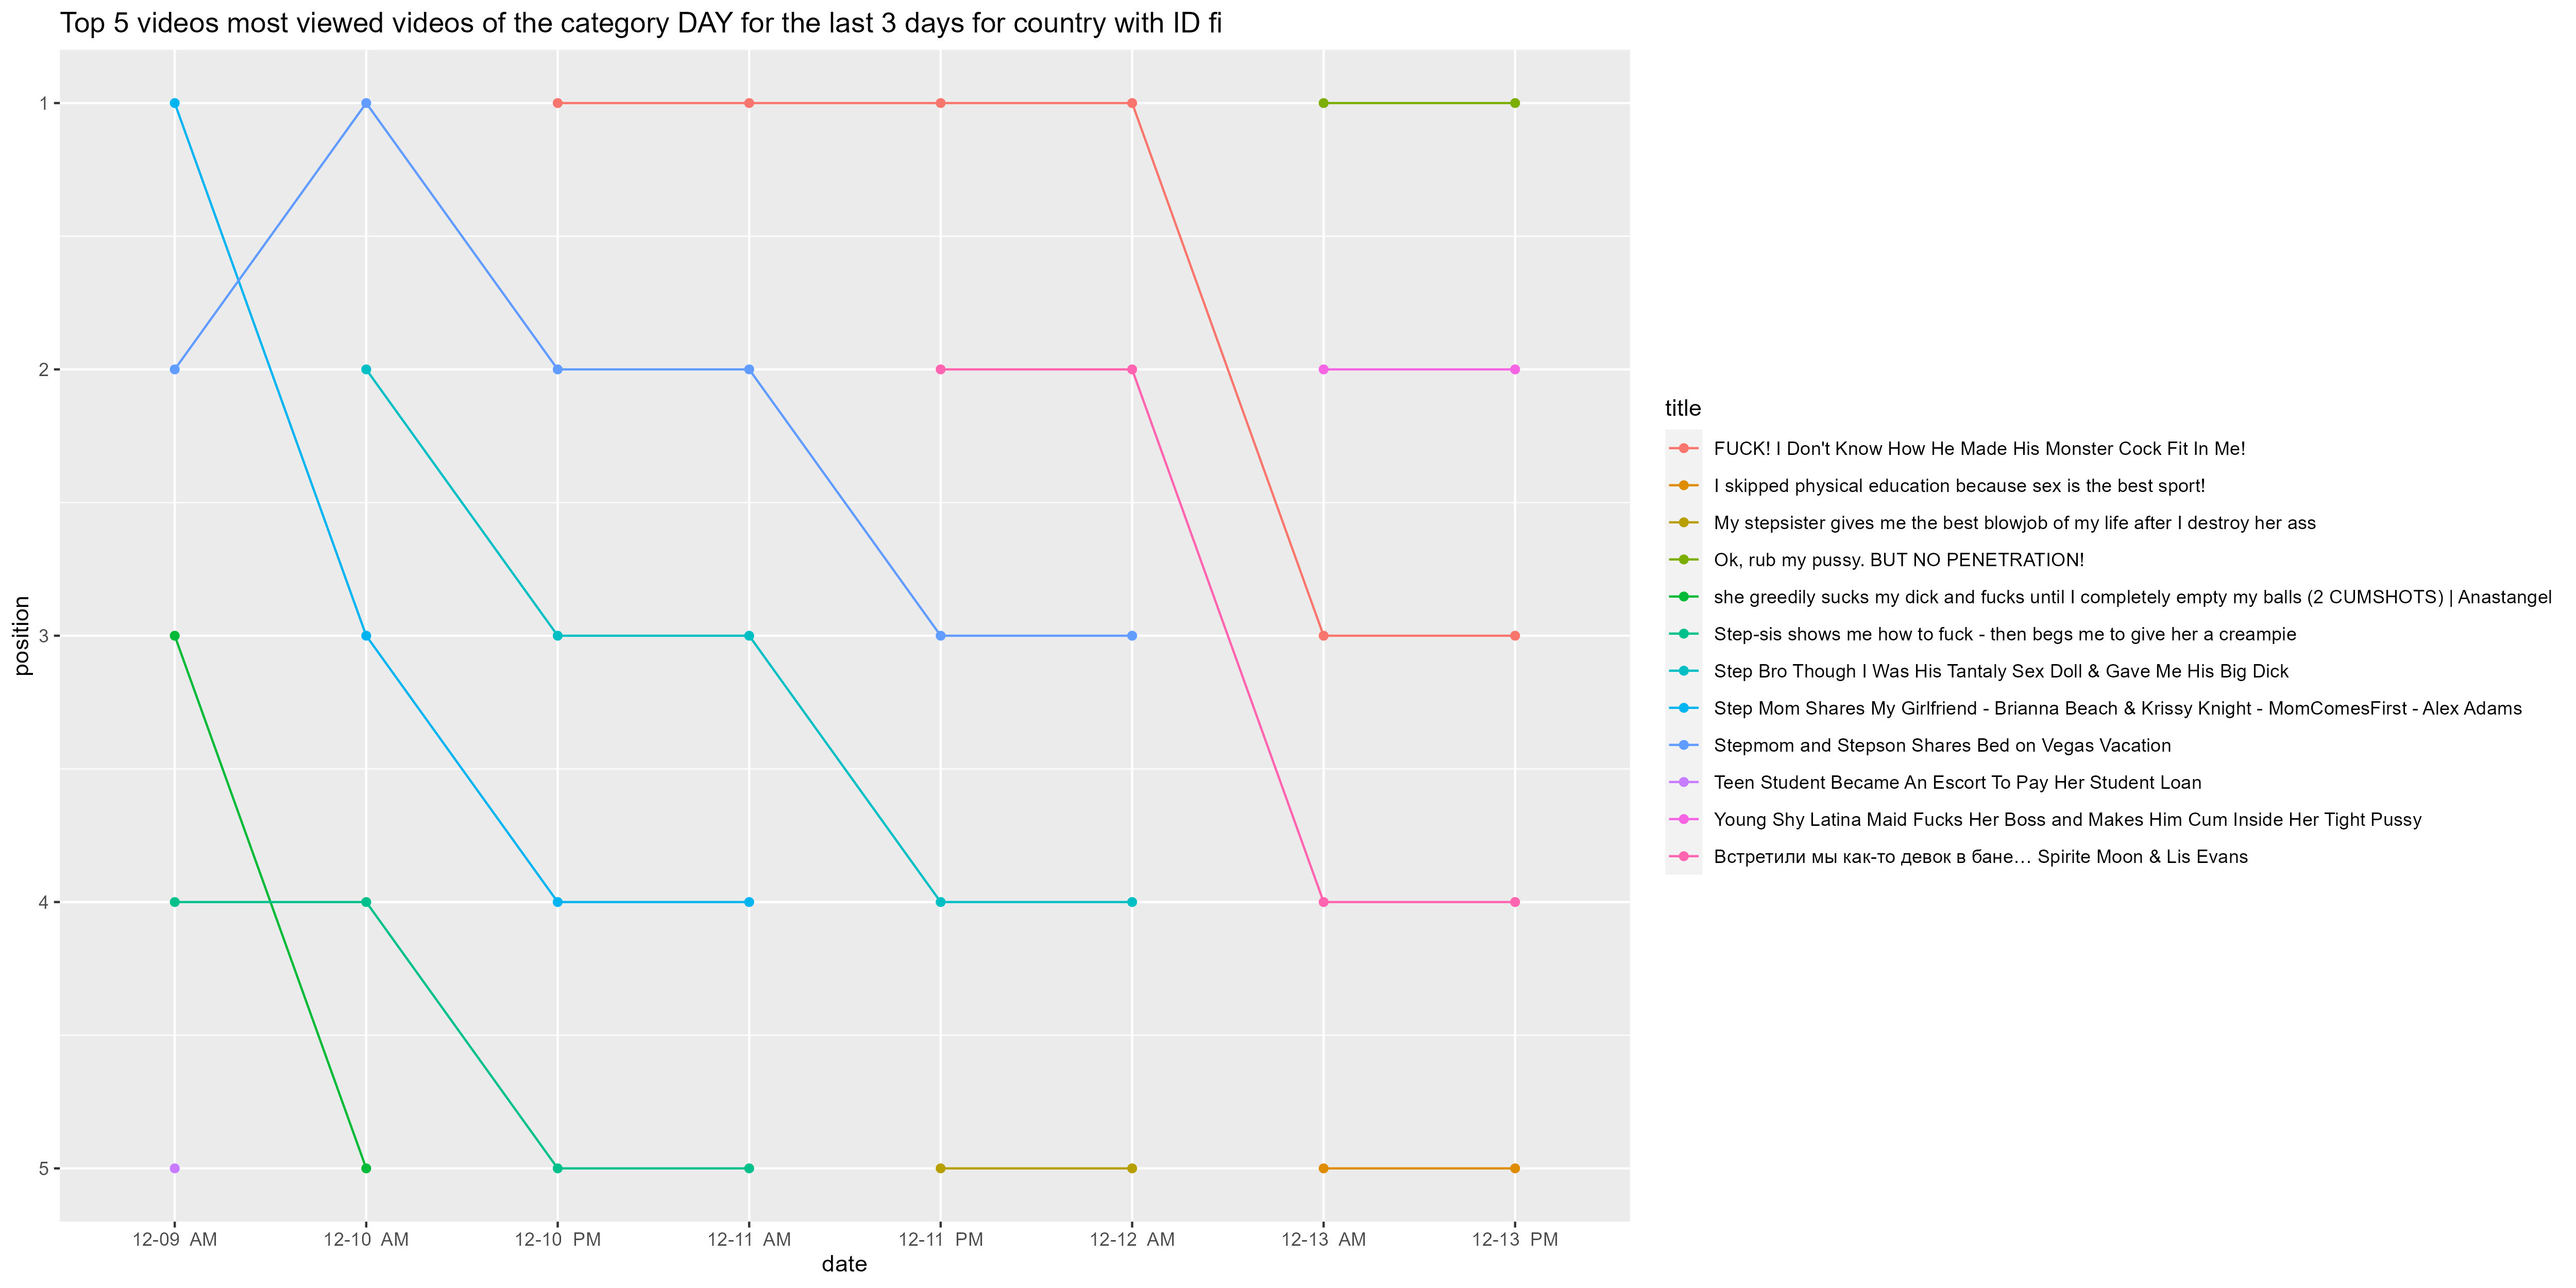 Top 5 videos most viewed videos of the category DAY for the last 3 days for country with ID fi
position
1
2
3
4
5
12-09 AM
12-10 AM
12-10 PM
12-11 AM
12-11 PM
12-12 AM
12-13 AM
12-13 PM
date
title
FUCK! I Don't Know How He Made His Monster Cock Fit In Me!
I skipped physical education because sex is the best sport!
My stepsister gives me the best blowjob of my life after I destroy her ass
Ok, rub my pussy. BUT NO PENETRATION!
she greedily sucks my dick and fucks until I completely empty my balls (2 CUMSHOTS) | Anastangel
Step-sis shows me how to fuck - then begs me to give her a creampie
Step Bro Though I Was His Tantaly Sex Doll & Gave Me His Big Dick
Step Mom Shares My Girlfriend - Brianna Beach & Krissy Knight - MomComesFirst - Alex Adams
Stepmom and Stepson Shares Bed on Vegas Vacation
Teen Student Became An Escort To Pay Her Student Loan
Young Shy Latina Maid Fucks Her Boss and Makes Him Cum Inside Her Tight Pussy
Встретили мы как-то девок в бане… Spirite Moon & Lis Evans